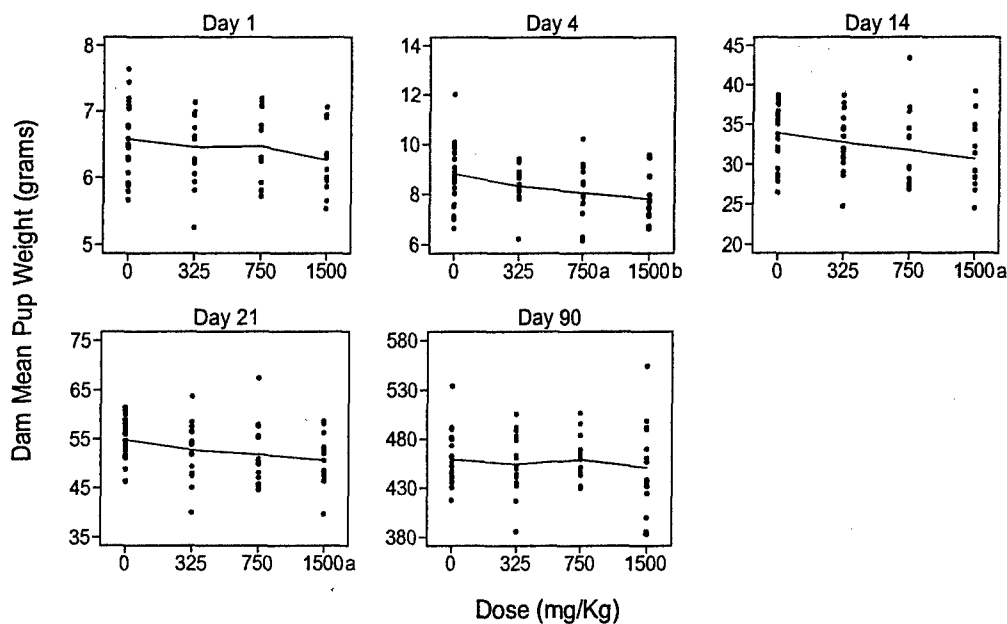 Dam Mean Pup Weight (grams)
Day 1
8
7
6
5
0 325 750 1500
Day 4
14
12
10
8
6
0 325 750a 1500b
Day 14
45
40
35
30
25
20
0 325 750 1500a
Day 21
75
65
55
45
35
0 325 750 1500a
Day 90
580
530
480
430
380
0 325 750 1500
Dose (mg/Kg)